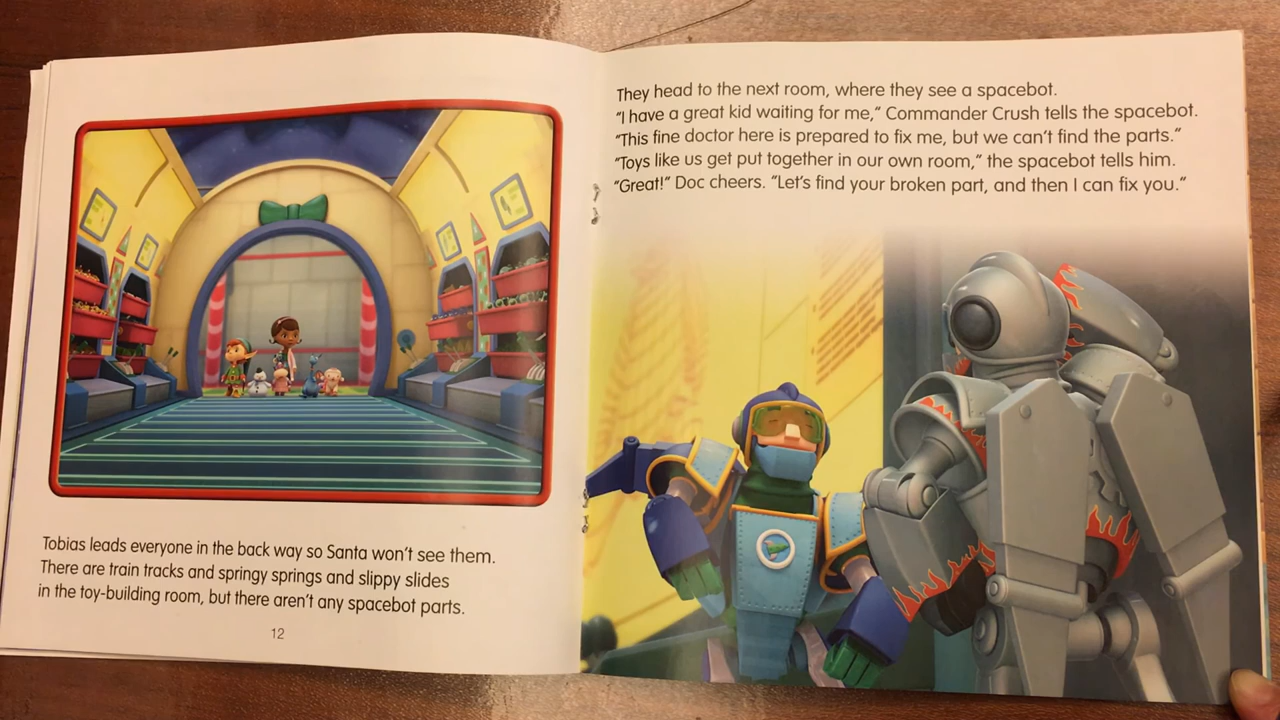 Tobias leads everyone in the back way so Santa won't see them.
There are train tracks and springy springs and slippy slides
in the toy-building room, but there aren't any spacebot parts.
12
They head to the next room, where they see a spacebot.
"I have a great kid waiting for me," Commander Crush tells the spacebot.
"This fine doctor here is prepared to fix me, but we can't find the parts."
"Toys like us get put together in our own room," the spacebot tells him.
"Great!" Doc cheers. "Let's find your broken part, and then I can fix you."